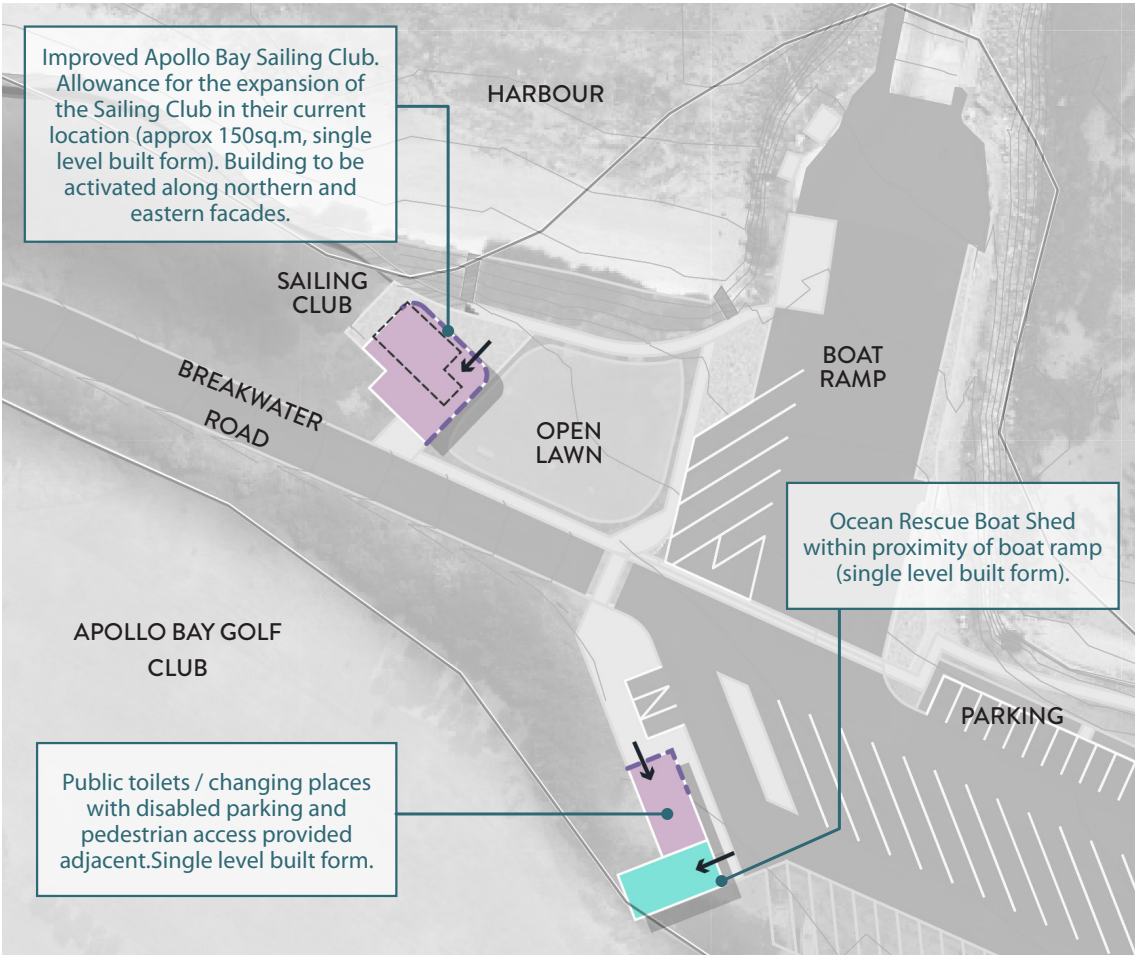 Improved Apollo Bay Sailing Club.
Allowance for the expansion of
the Sailing Club in their current
location (approx 150sq.m, single
level built form). Building to be
activated along northern and
eastern facades.
HARBOUR
SAILING
CLUB
BREAKWATER
ROAD
OPEN
LAWN
BOAT
RAMP
Ocean Rescue Boat Shed
within proximity of boat ramp
(single level built form).
APOLLO BAY GOLF
CLUB
PARKING
Public toilets / changing places
with disabled parking and
pedestrian access provided
adjacent.Single level built form.